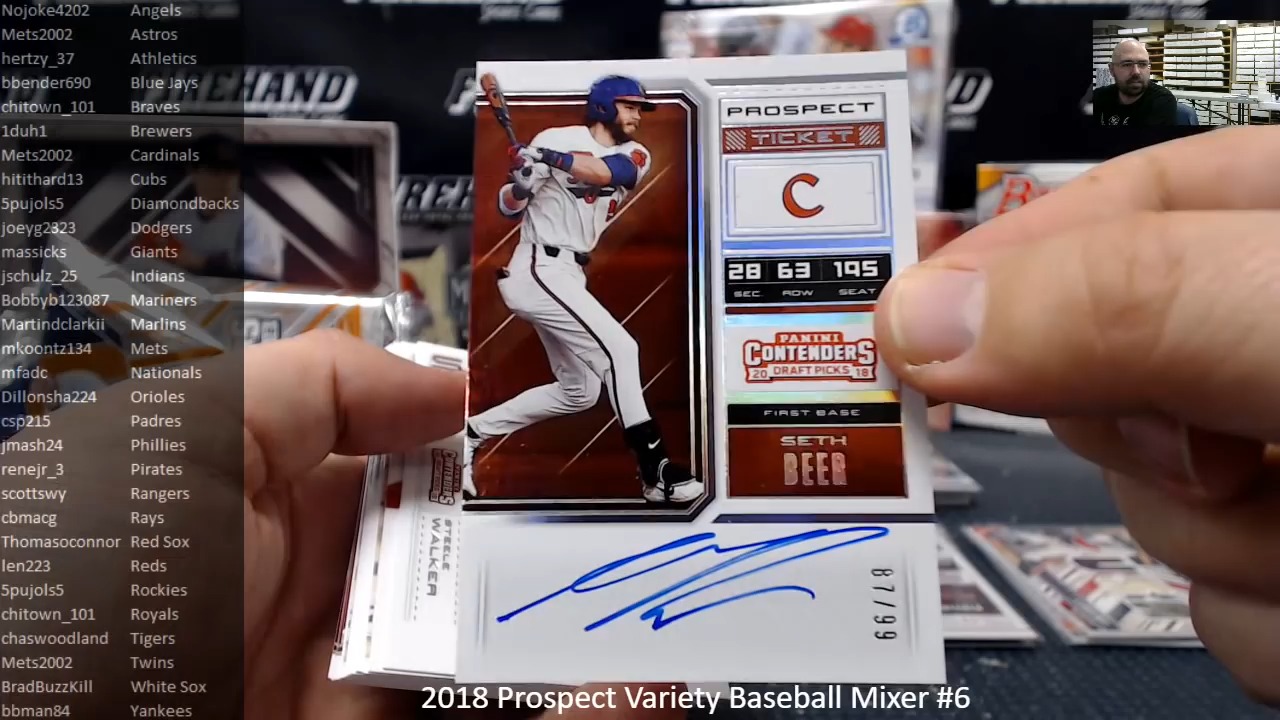 Nojoke4202 Angels
Mets2002 Astros
hertzy_37 Athletics
bbender690 Blue Jays
chitown_101 Braves
1duh1 Brewers
Mets2002 Cardinals
hitithard13 Cubs
5pujols5 Diamondbacks
joeyg2323 Dodgers
massicks Giants
jschulz_25 Indians
Bobbyb123087 Mariners
Martindclarkii Marlins
mkoontz134 Mets
mfadc Nationals
Dillonsha224 Orioles
csp215 Padres
jmash24 Phillies
renejr_3 Pirates
scottswy Rangers
cbmacg Rays
Thomasoconnor Red Sox
len223 Reds
5pujols5 Rockies
chitown_101 Royals
chaswoodland Tigers
Mets2002 Twins
BradBuzzKill White Sox
bbman84 Yankees
PROSPECT
TICKET
C
28 63 195
SEC ROW SEAT
PANINI
CONTENDERS
20 DRAFT PICKS 18
FIRST BASE
SETH
BEER
87/99
STEELE
WALKER
2018 Prospect Variety Baseball Mixer #6